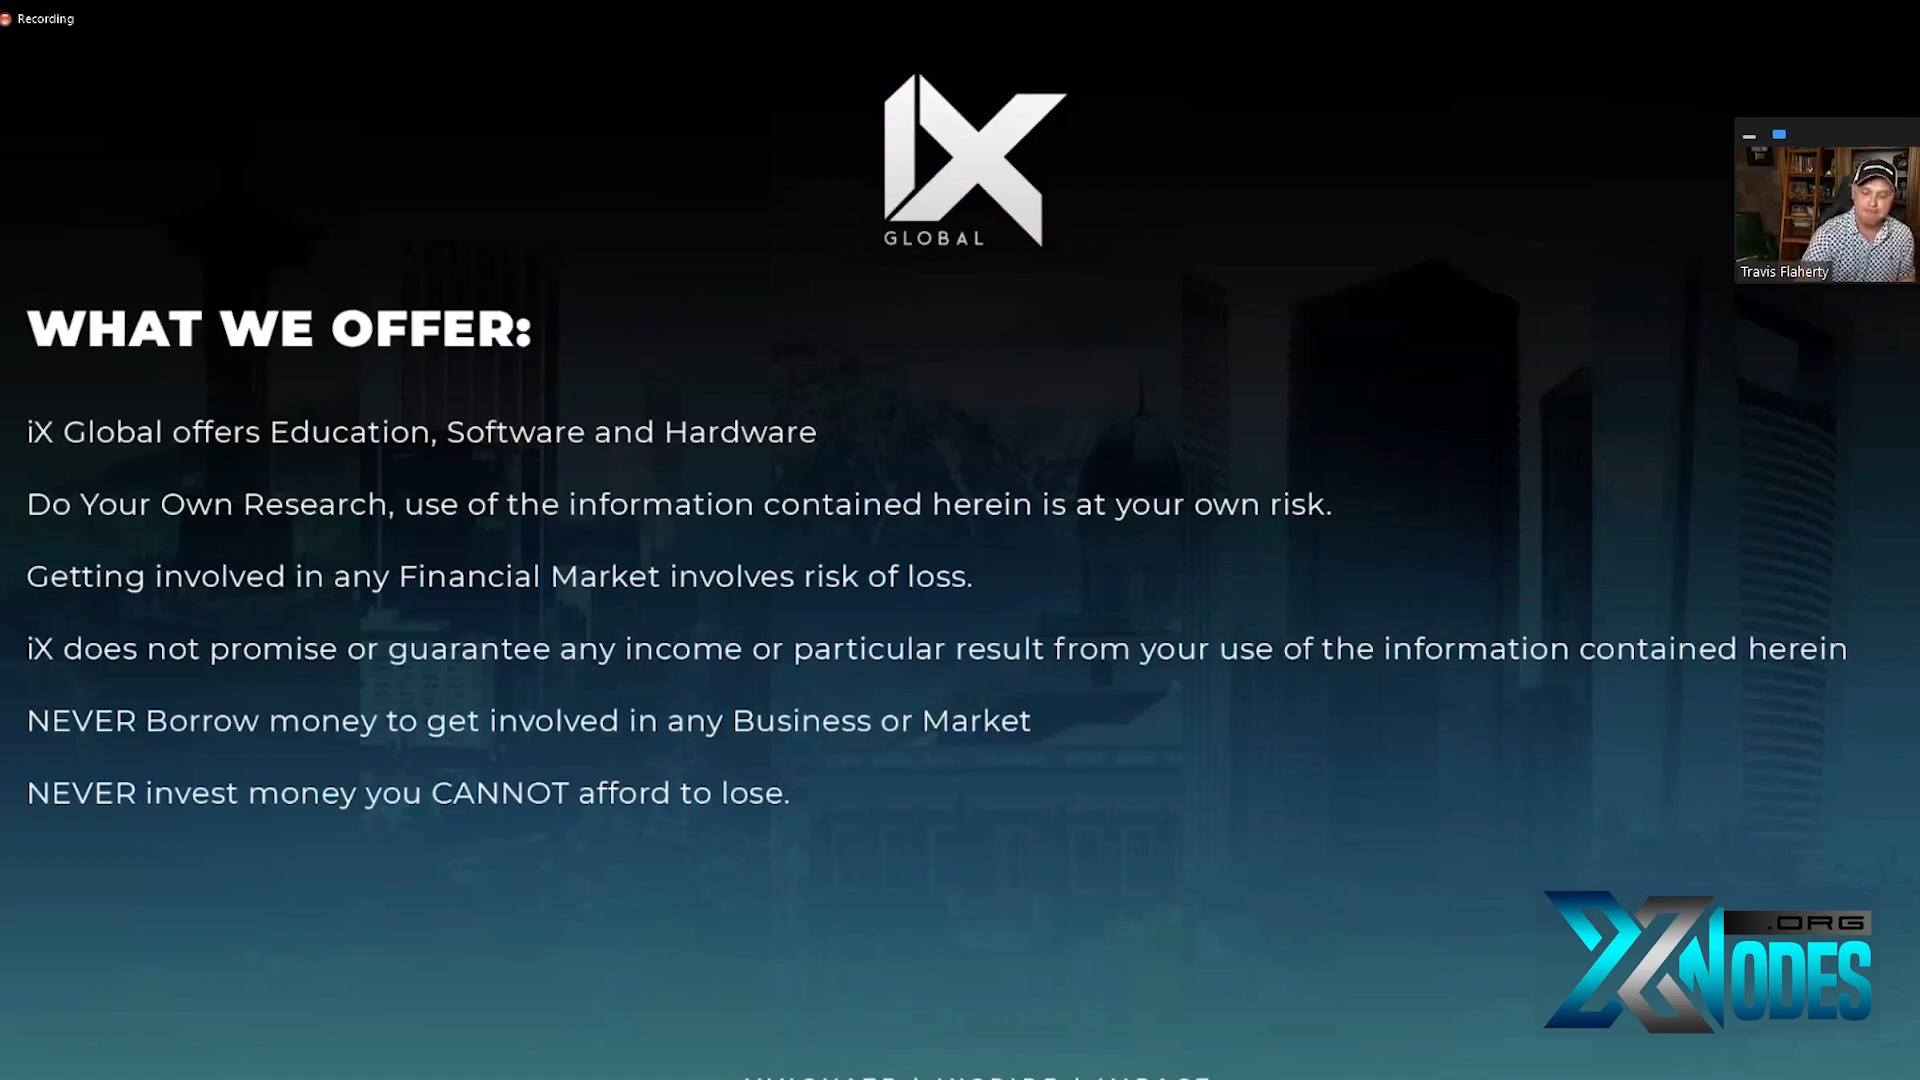 Recording
iX
GLOBAL
Travis Flaherty
WHAT WE OFFER:
iX Global offers Education, Software and Hardware
Do Your Own Research, use of the information contained herein is at your own risk.
Getting involved in any Financial Market involves risk of loss.
iX does not promise or guarantee any income or particular result from your use of the information contained herein
NEVER Borrow money to get involved in any Business or Market
NEVER invest money you CANNOT afford to lose.
.ORG
XNODES